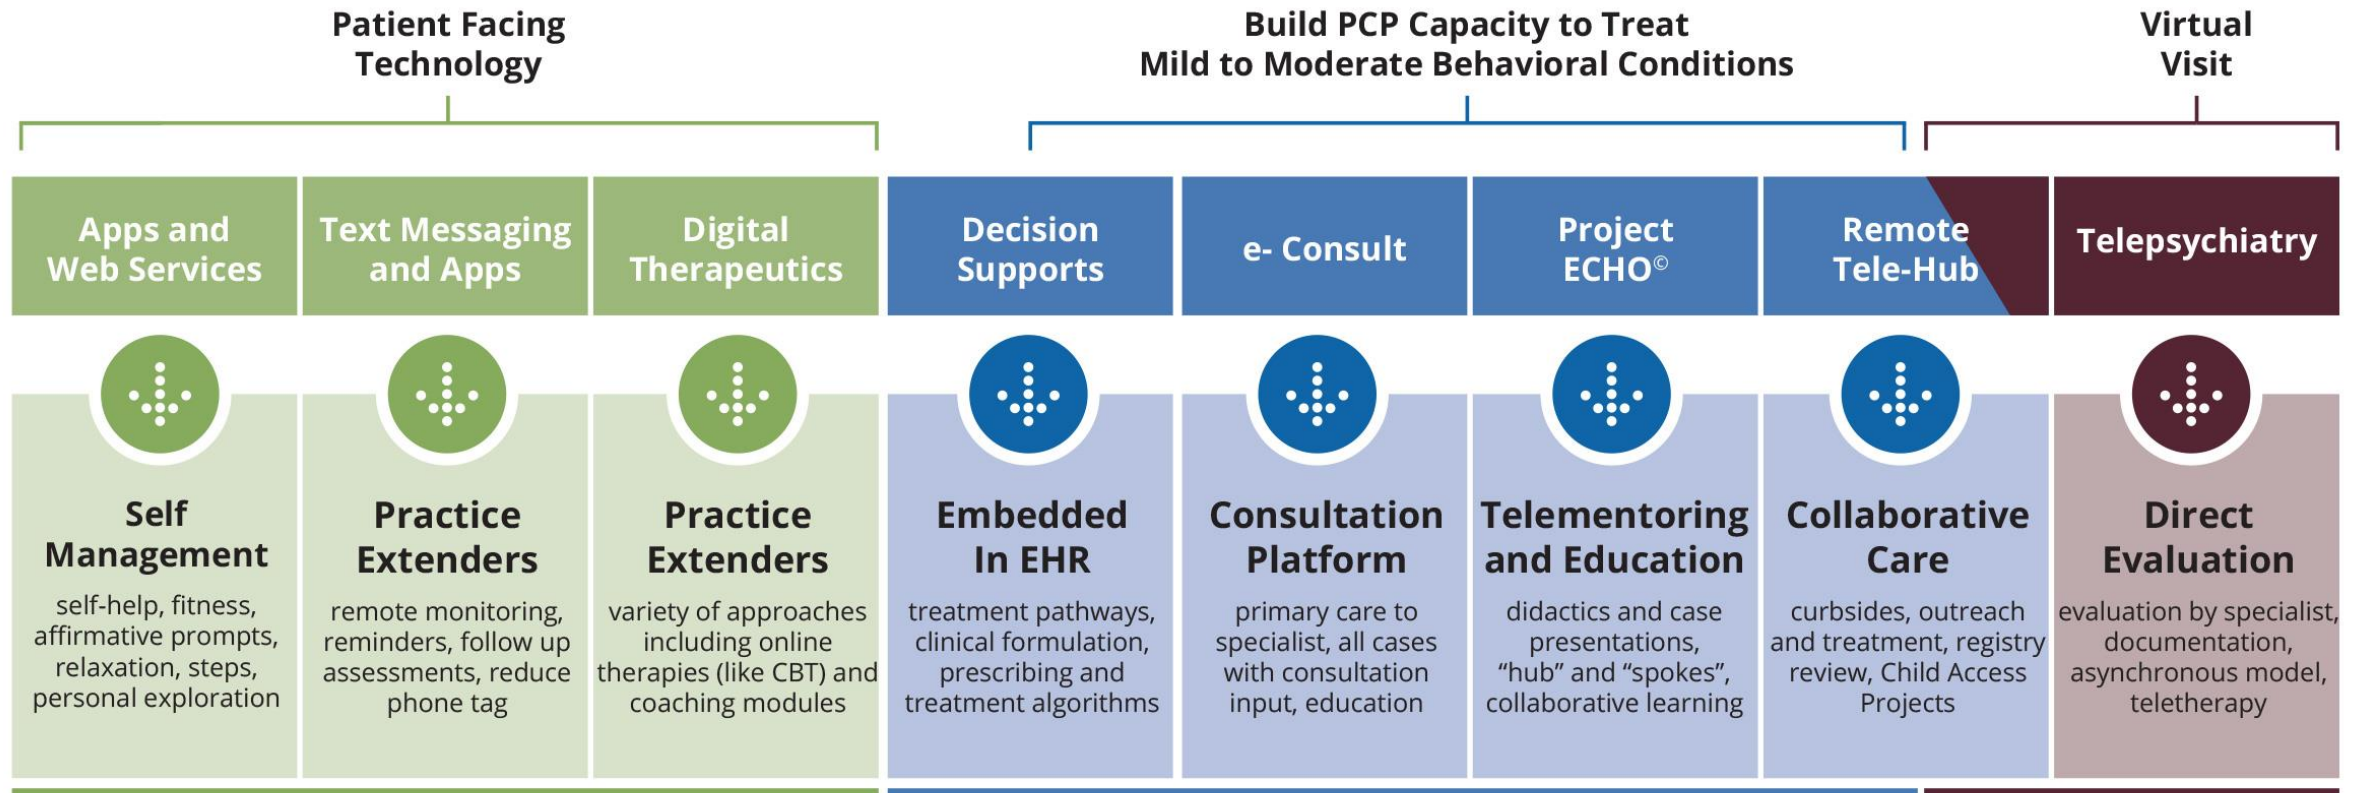 Patient Facing
Technology
Build PCP Capacity to Treat
Mild to Moderate Behavioral Conditions
Virtual
Visit
Apps and
Web Services
Text Messaging
and Apps
Digital
Therapeutics
Decision
Supports
e- Consult
Project
ECHO©
Remote
Tele-Hub
Telepsychiatry
Self
Management
self-help, fitness,
affirmative prompts,
relaxation, steps,
personal exploration
Practice
Extenders
remote monitoring,
reminders, follow up
assessments, reduce
phone tag
Practice
Extenders
variety of approaches
including online
therapies (like CBT) and
coaching modules
Embedded
In EHR
treatment pathways,
clinical formulation,
prescribing and
treatment algorithms
Consultation
Platform
primary care to
specialist, all cases
with consultation
input, education
Telementoring
and Education
didactics and case
presentations,
“hub” and “spokes”,
collaborative learning
Collaborative
Care
curbsides, outreach
and treatment, registry
review, Child Access
Projects
Direct
Evaluation
evaluation by specialist,
documentation,
asynchronous model,
teletherapy